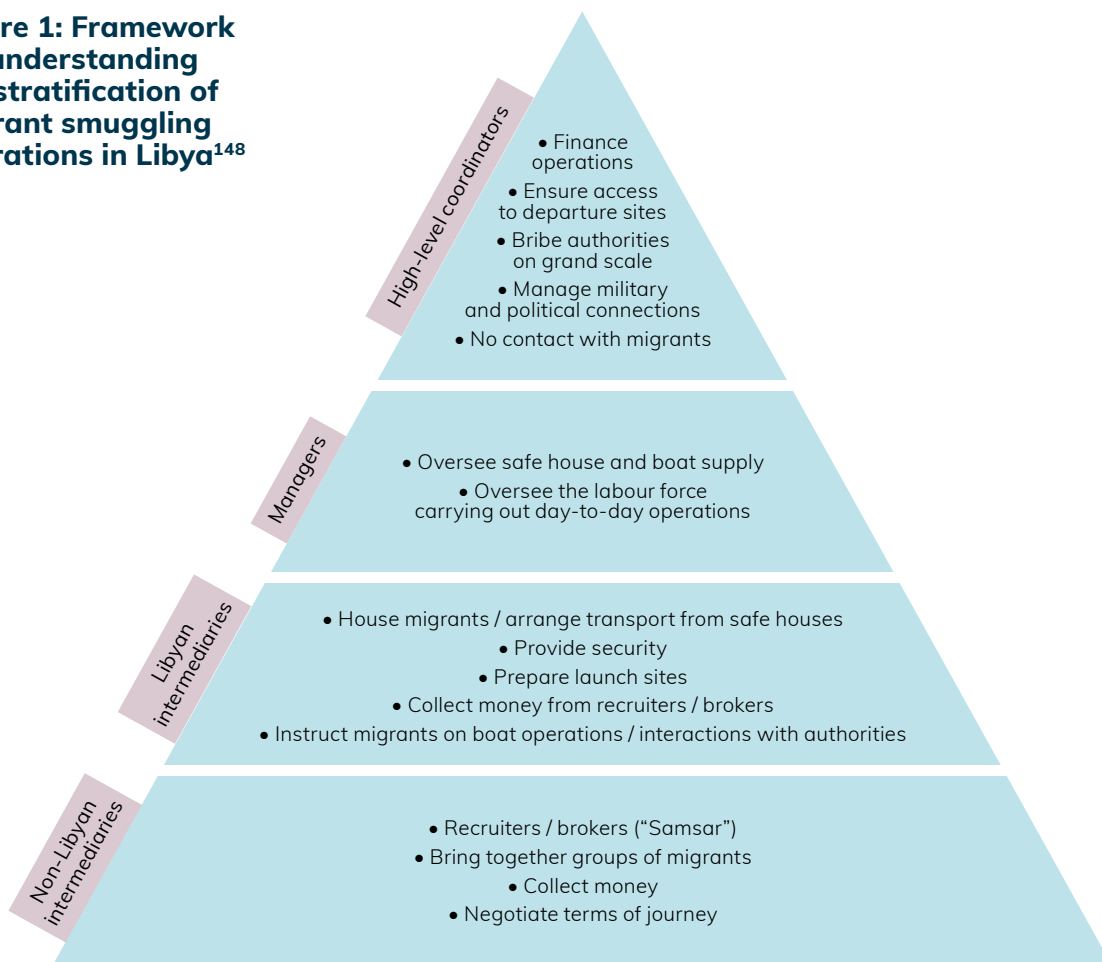 re 1: Framework
understanding
stratification of
rant smuggling
rations in Libya¹⁴⁸
High-level coordinators
• Finance
operations
• Ensure access
to departure sites
• Bribe authorities
on grand scale
• Manage military
and political connections
• No contact with migrants
Managers
• Oversee safe house and boat supply
• Oversee the labour force
carrying out day-to-day operations
Libyan
intermediaries
• House migrants / arrange transport from safe houses
• Provide security
• Prepare launch sites
• Collect money from recruiters / brokers
• Instruct migrants on boat operations / interactions with authorities
Non-Libyan
intermediaries
• Recruiters / brokers (“Samsar”)
• Bring together groups of migrants
• Collect money
• Negotiate terms of journey